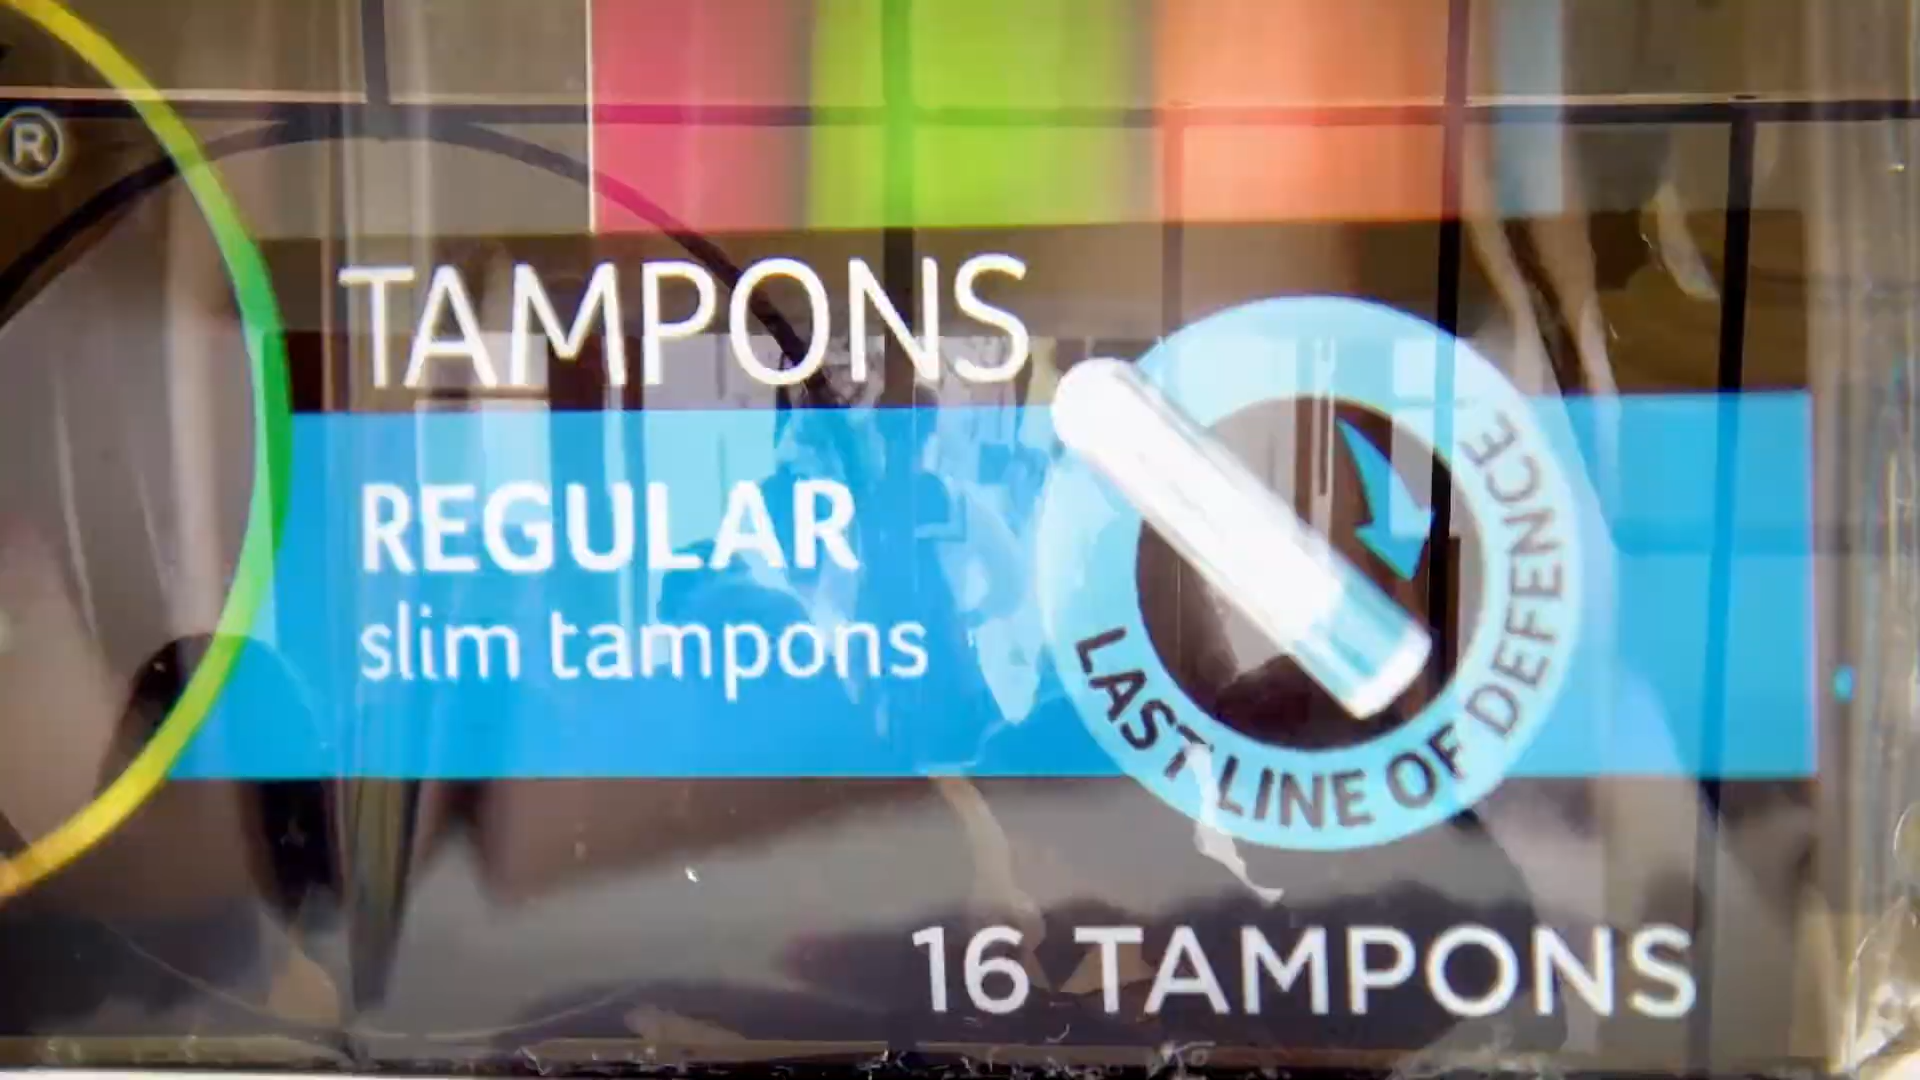 ®
TAMPONS
REGULAR
slim tampons
LAST LINE OF DEFENCE
16 TAMPONS